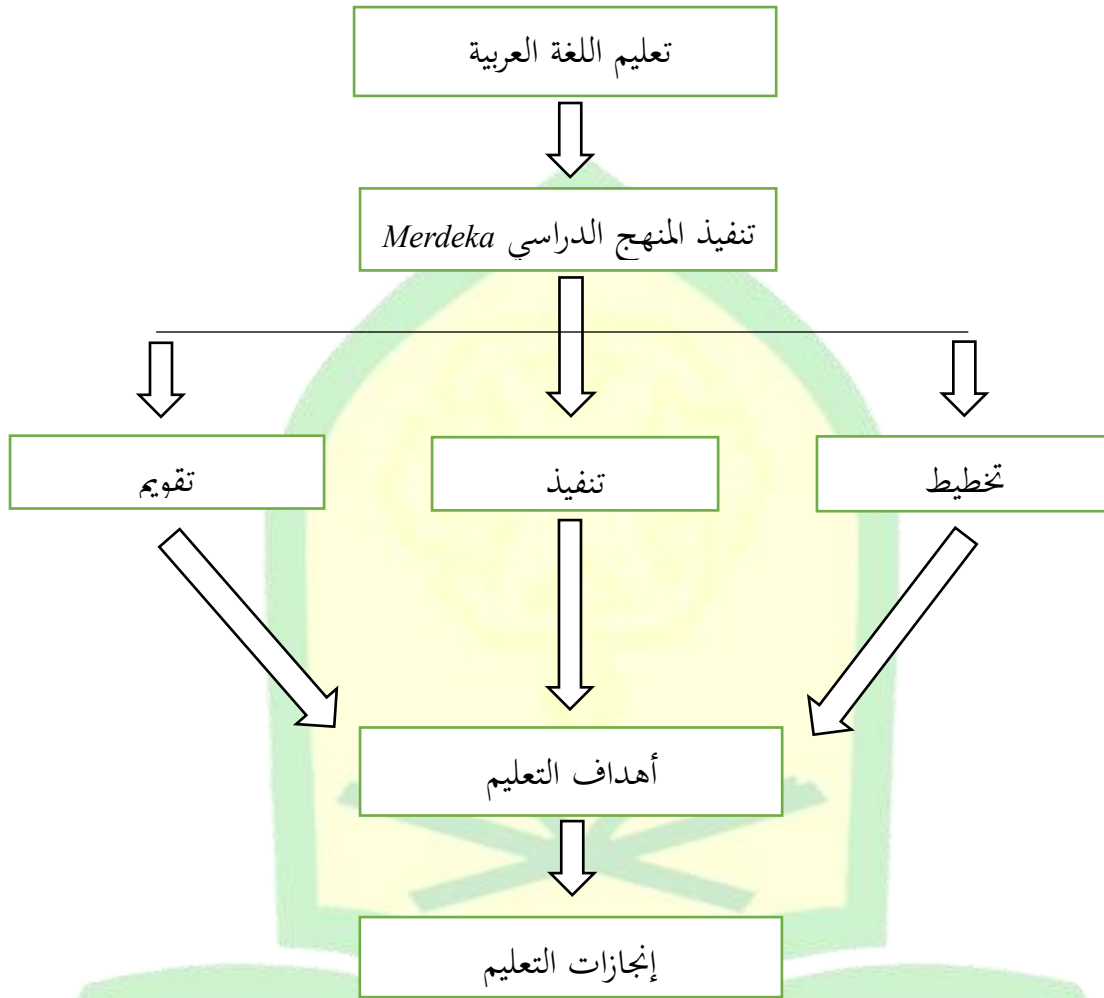 تعليم اللغة العربية
تنفيذ المنهج الدراسي Merdeka
تخطيط
تنفيذ
تقويم
أهداف التعليم
إنجازات التعليم